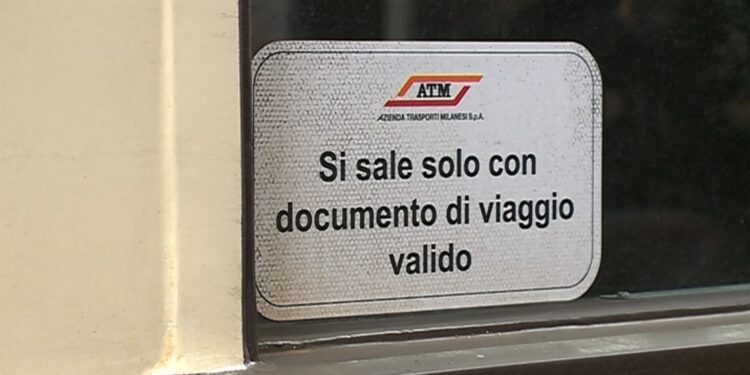 ATM
AZIENDA TRASPORTI MILANESI S.p.A.
Si sale solo con
documento di viaggio
valido